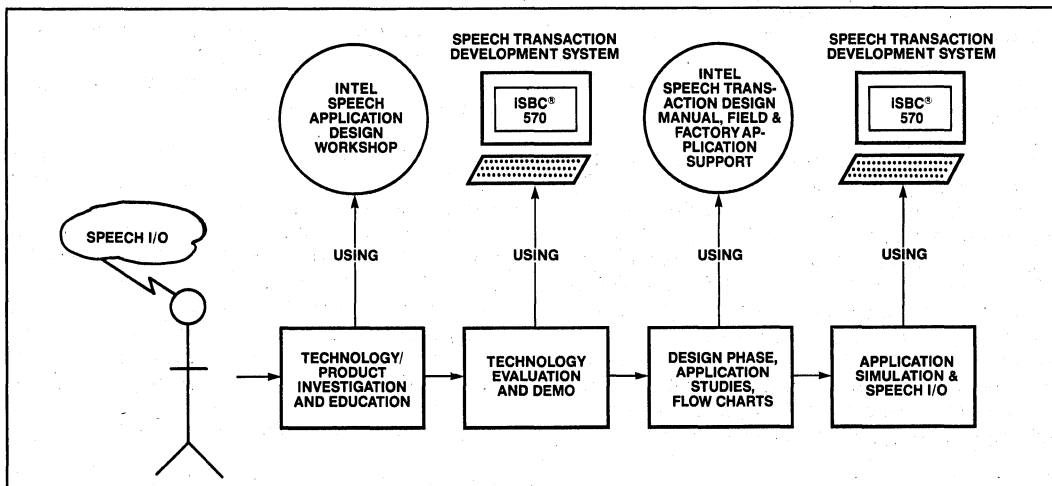 SPEECH TRANSACTION
DEVELOPMENT SYSTEM
SPEECH TRANSACTION
DEVELOPMENT SYSTEM
INTEL
SPEECH
APPLICATION
DESIGN
WORKSHOP
iSBC®
570
INTEL
SPEECH TRANS-
ACTION DESIGN
MANUAL, FIELD &
FACTORY AP-
PLICATION
SUPPORT
iSBC®
570
SPEECH I/O
USING
USING
USING
USING
TECHNOLOGY/
PRODUCT
INVESTIGATION
AND EDUCATION
TECHNOLOGY
EVALUATION
AND DEMO
DESIGN PHASE,
APPLICATION
STUDIES,
FLOW CHARTS
APPLICATION
SIMULATION &
SPEECH I/O